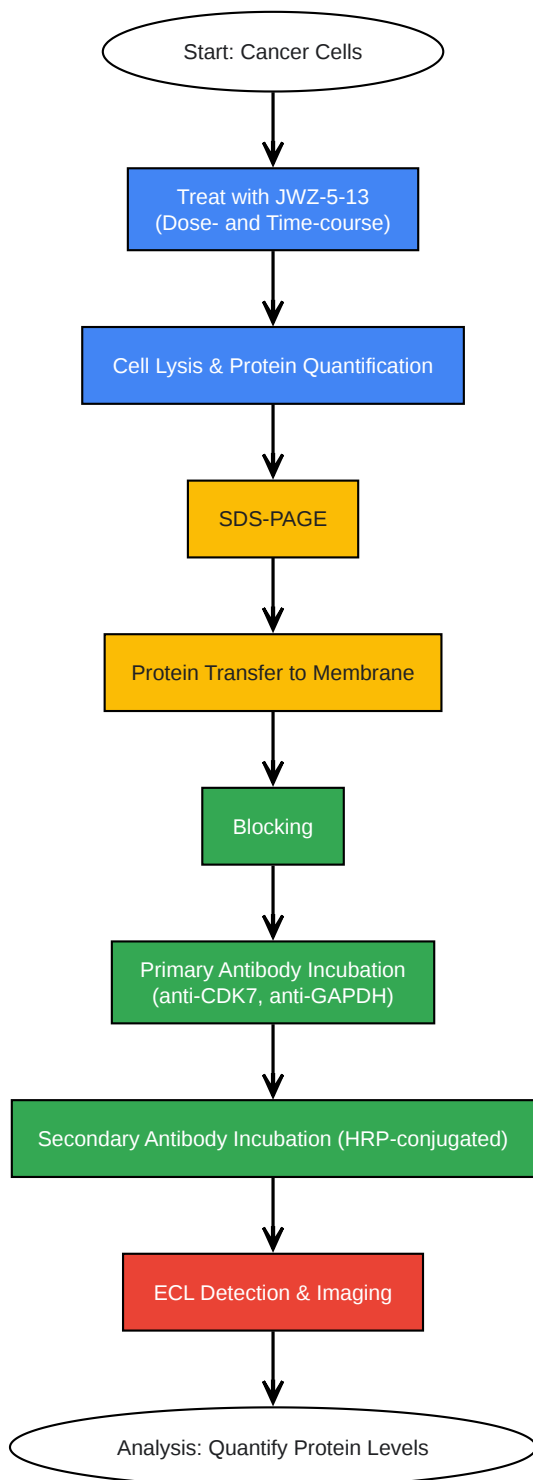 Start: Cancer Cells
Treat with JWZ-5-13
(Dose- and Time-course)
Cell Lysis & Protein Quantification
SDS-PAGE
Protein Transfer to Membrane
Blocking
Primary Antibody Incubation
(anti-CDK7, anti-GAPDH)
Secondary Antibody Incubation (HRP-conjugated)
ECL Detection & Imaging
Analysis: Quantify Protein Levels